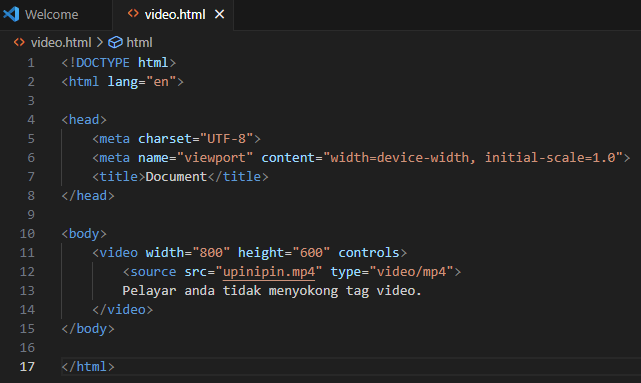 Welcome
video.html
video.html > html
1 <!DOCTYPE html>
2 <html lang="en">
3
4 <head>
5     <meta charset="UTF-8">
6     <meta name="viewport" content="width=device-width, initial-scale=1.0">
7     <title>Document</title>
8 </head>
9
10 <body>
11     <video width="800" height="600" controls>
12         <source src="upinipin.mp4" type="video/mp4">
13         Pelayar anda tidak menyokong tag video.
14     </video>
15 </body>
16
17 </html>